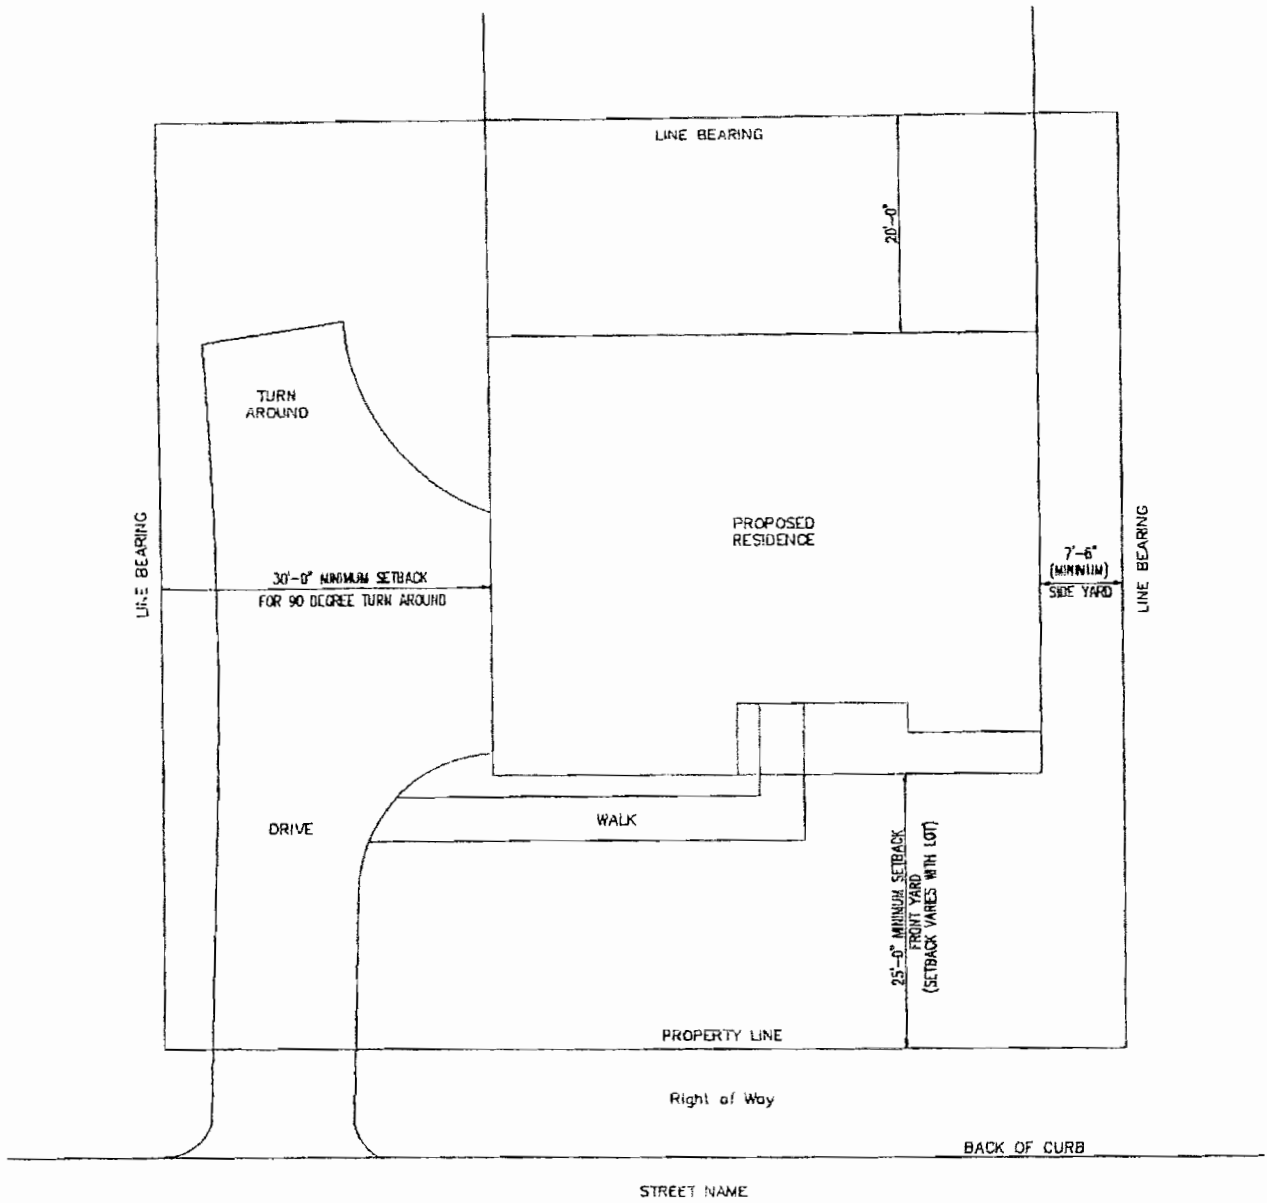 LINE BEARING
20'-0"
TURN
AROUND
PROPOSED
RESIDENCE
LINE BEARING
30'-0" MINIMUM SETBACK
FOR 90 DEGREE TURN AROUND
7'-6"
(MINIMUM)
SIDE YARD
LINE BEARING
DRIVE
WALK
25'-0" MINIMUM SETBACK
FRONT YARD
(SETBACK VARIES WITH LOT)
PROPERTY LINE
Right of Way
BACK OF CURB
STREET NAME